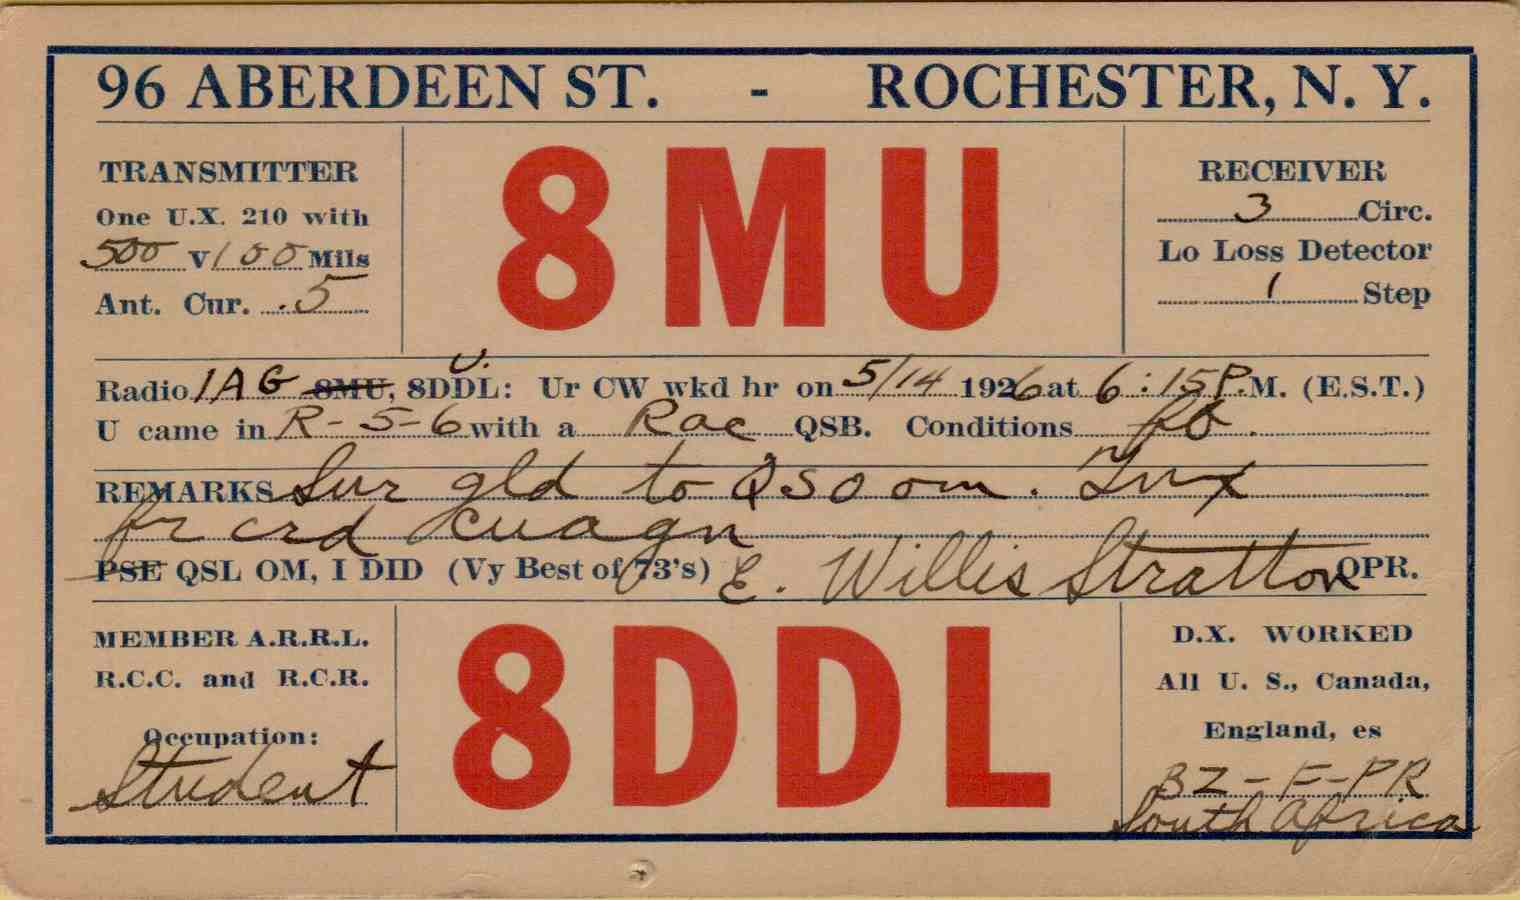 96 ABERDEEN ST. - ROCHESTER, N. Y.
TRANSMITTER
One U.X. 210 with
500 V 100 Mils
Ant. Cur. .5
8MU
RECEIVER
3 Circ.
Lo Loss Detector
1 Step
U.
Radio 1AG 8MU, 8DDL: Ur CW wkd hr on 5/14 1926 at 6:15 P.M. (E.S.T.)
U came in R-5-6 with a Rac QSB. Conditions
REMARKS Sur gld to QSO om. Tnx
fr crd cuagn
PSE QSL OM, I DID (Vy Best of 73's) E. Willis Stratton OPR.
MEMBER A.R.R.L.
R.C.C. and R.C.R.
Occupation:
Student
8DDL
D.X. WORKED
All U. S., Canada,
England, es
BZ-F-PR
South Africa